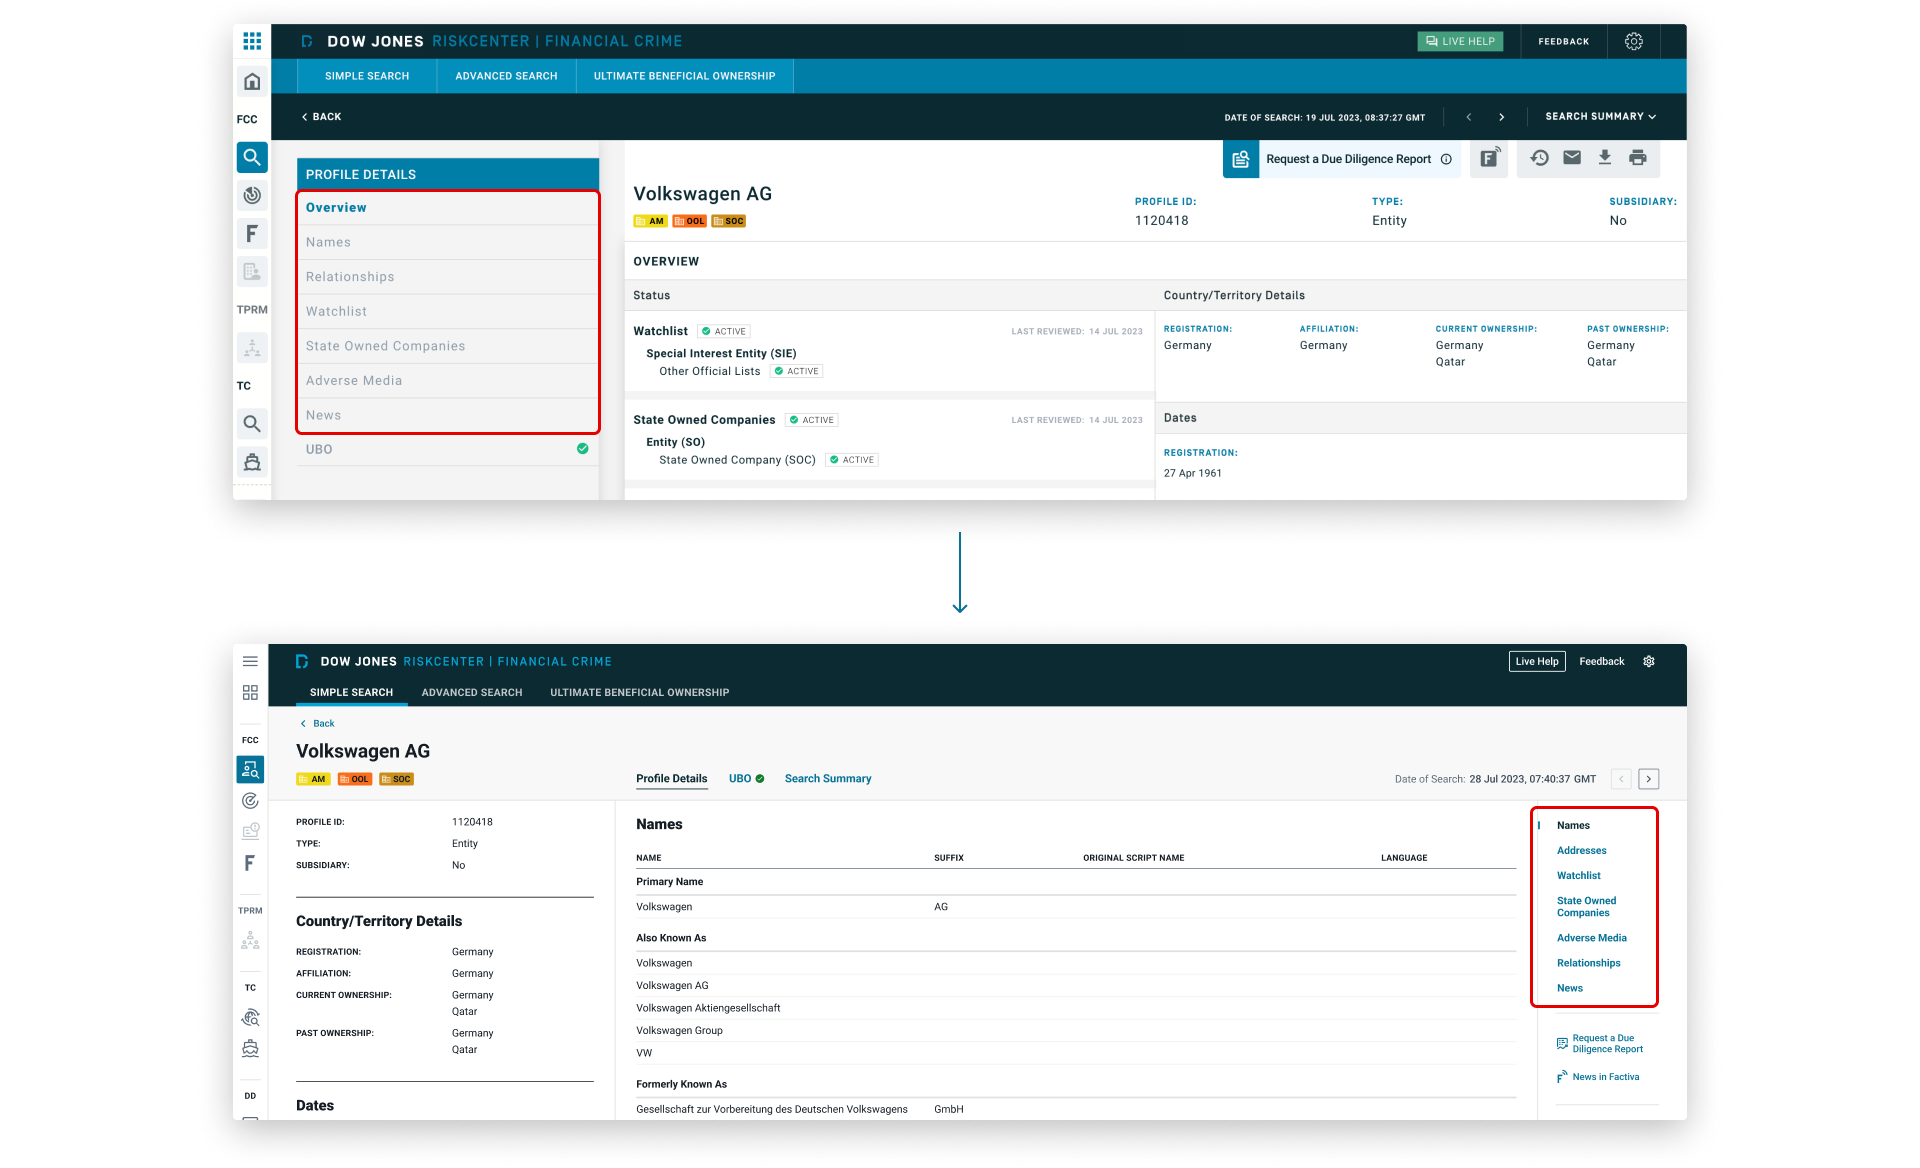 DOW JONES RISKCENTER | FINANCIAL CRIME
LIVE HELP
FEEDBACK
SIMPLE SEARCH
ADVANCED SEARCH
ULTIMATE BENEFICIAL OWNERSHIP
FCC
F
TPRM
TC
BACK
DATE OF SEARCH: 19 JUL 2023, 08:37:27 GMT
SEARCH SUMMARY
PROFILE DETAILS
Overview
Names
Relationships
Watchlist
State Owned Companies
Adverse Media
News
UBO
Request a Due Diligence Report
F
Volkswagen AG
AM
OOL
SOC
PROFILE ID:
1120418
TYPE:
Entity
SUBSIDIARY:
No
OVERVIEW
Status
Watchlist ACTIVE LAST REVIEWED: 14 JUL 2023
Special Interest Entity (SIE)
Other Official Lists ACTIVE
State Owned Companies ACTIVE LAST REVIEWED: 14 JUL 2023
Entity (SO)
State Owned Company (SOC) ACTIVE
Country/Territory Details
REGISTRATION:
Germany
AFFILIATION:
Germany
CURRENT OWNERSHIP:
Germany
Qatar
PAST OWNERSHIP:
Germany
Qatar
Dates
REGISTRATION:
27 Apr 1961
DOW JONES RISKCENTER | FINANCIAL CRIME
Live Help
Feedback
SIMPLE SEARCH
ADVANCED SEARCH
ULTIMATE BENEFICIAL OWNERSHIP
FCC
F
TPRM
TC
DD
Back
Volkswagen AG
AM
OOL
SOC
Profile Details
UBO
Search Summary
Date of Search: 28 Jul 2023, 07:40:37 GMT
PROFILE ID: 1120418
TYPE: Entity
SUBSIDIARY: No
Country/Territory Details
REGISTRATION: Germany
AFFILIATION: Germany
CURRENT OWNERSHIP: Germany
Qatar
PAST OWNERSHIP: Germany
Qatar
Dates
Names
NAME SUFFIX ORIGINAL SCRIPT NAME LANGUAGE
Primary Name
Volkswagen AG
Also Known As
Volkswagen
Volkswagen AG
Volkswagen Aktiengesellschaft
Volkswagen Group
VW
Formerly Known As
Gesellschaft zur Vorbereitung des Deutschen Volkswagens GmbH
Names
Addresses
Watchlist
State Owned
Companies
Adverse Media
Relationships
News
Request a Due
Diligence Report
News in Factiva